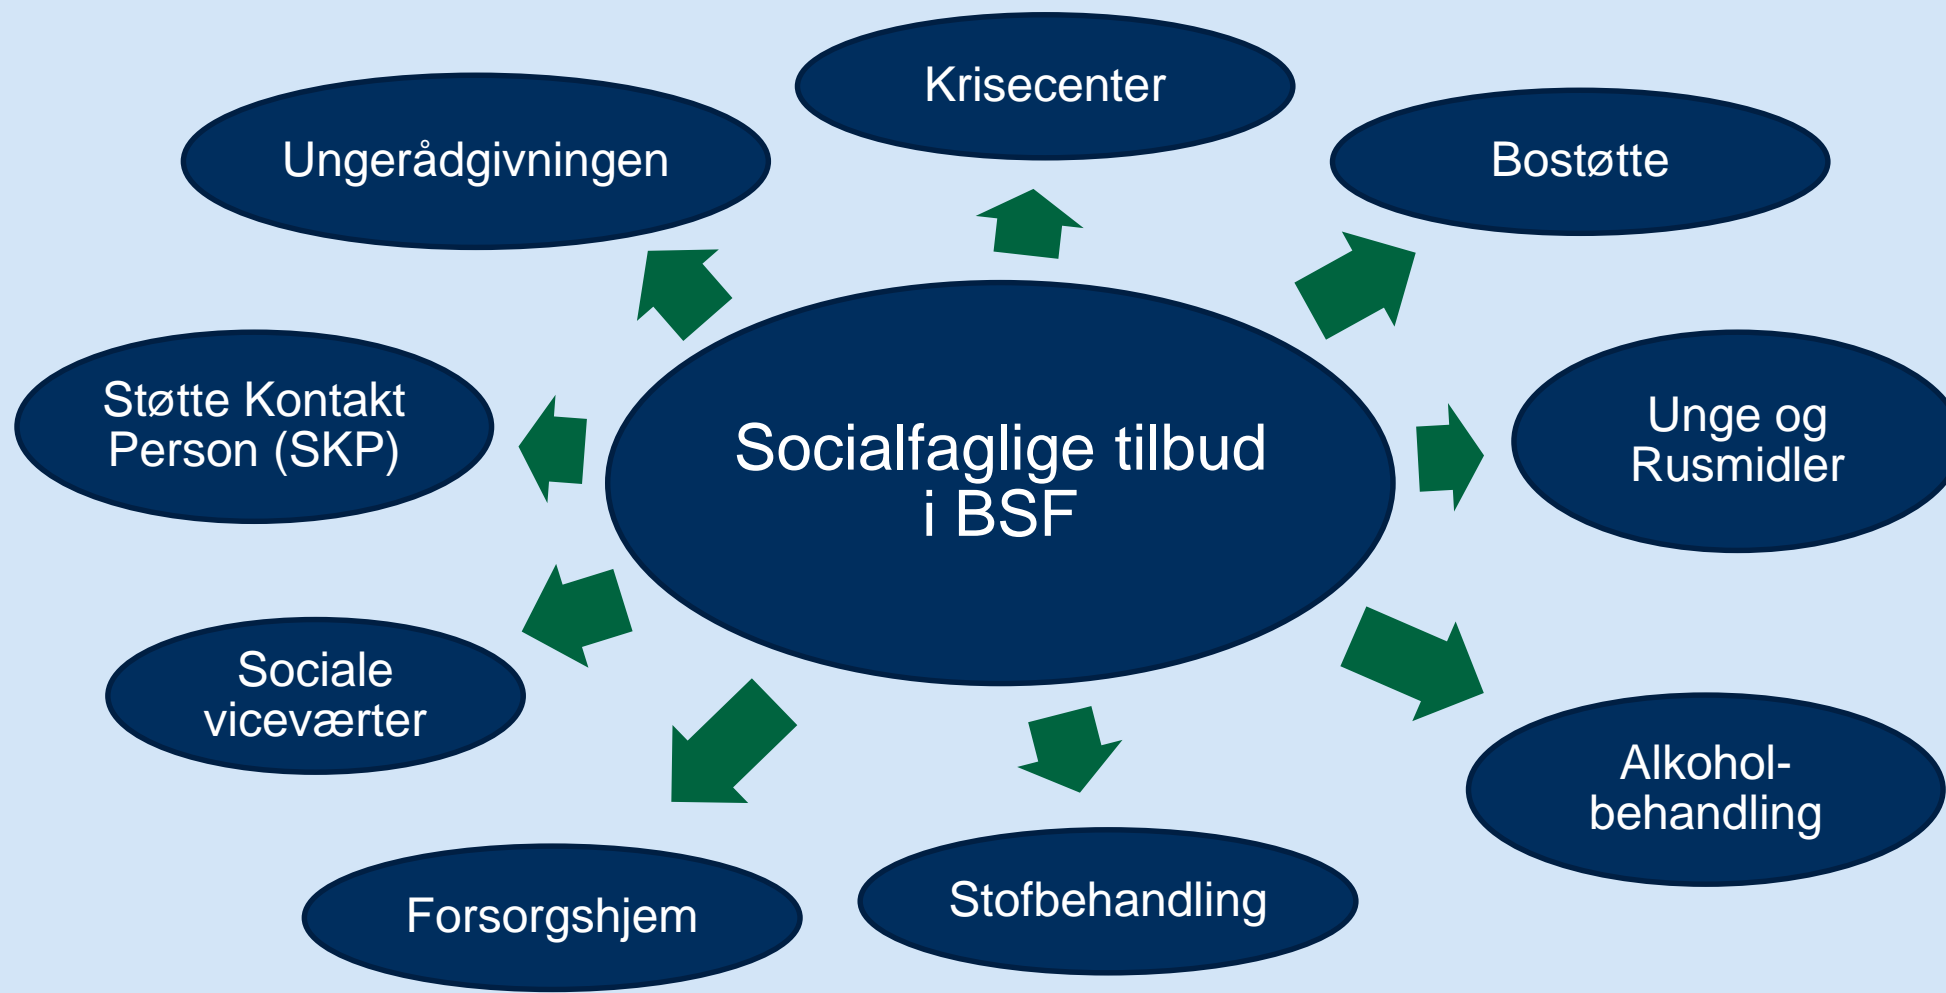 Krisecenter
Ungerådgivningen
Bostøtte
Støtte Kontakt
Person (SKP)
Socialfaglige tilbud
i BSF
Unge og
Rusmidler
Sociale
viceværter
Alkohol-
behandling
Forsorgshjem
Stofbehandling